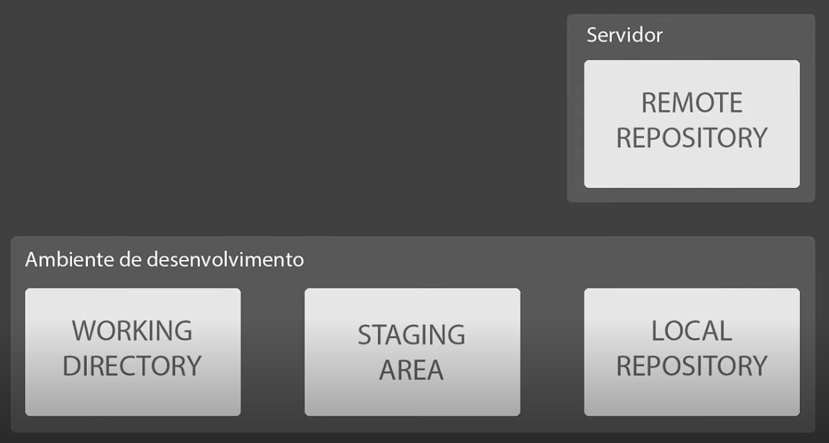 Servidor
REMOTE
REPOSITORY
Ambiente de desenvolvimento
WORKING
DIRECTORY
STAGING
AREA
LOCAL
REPOSITORY